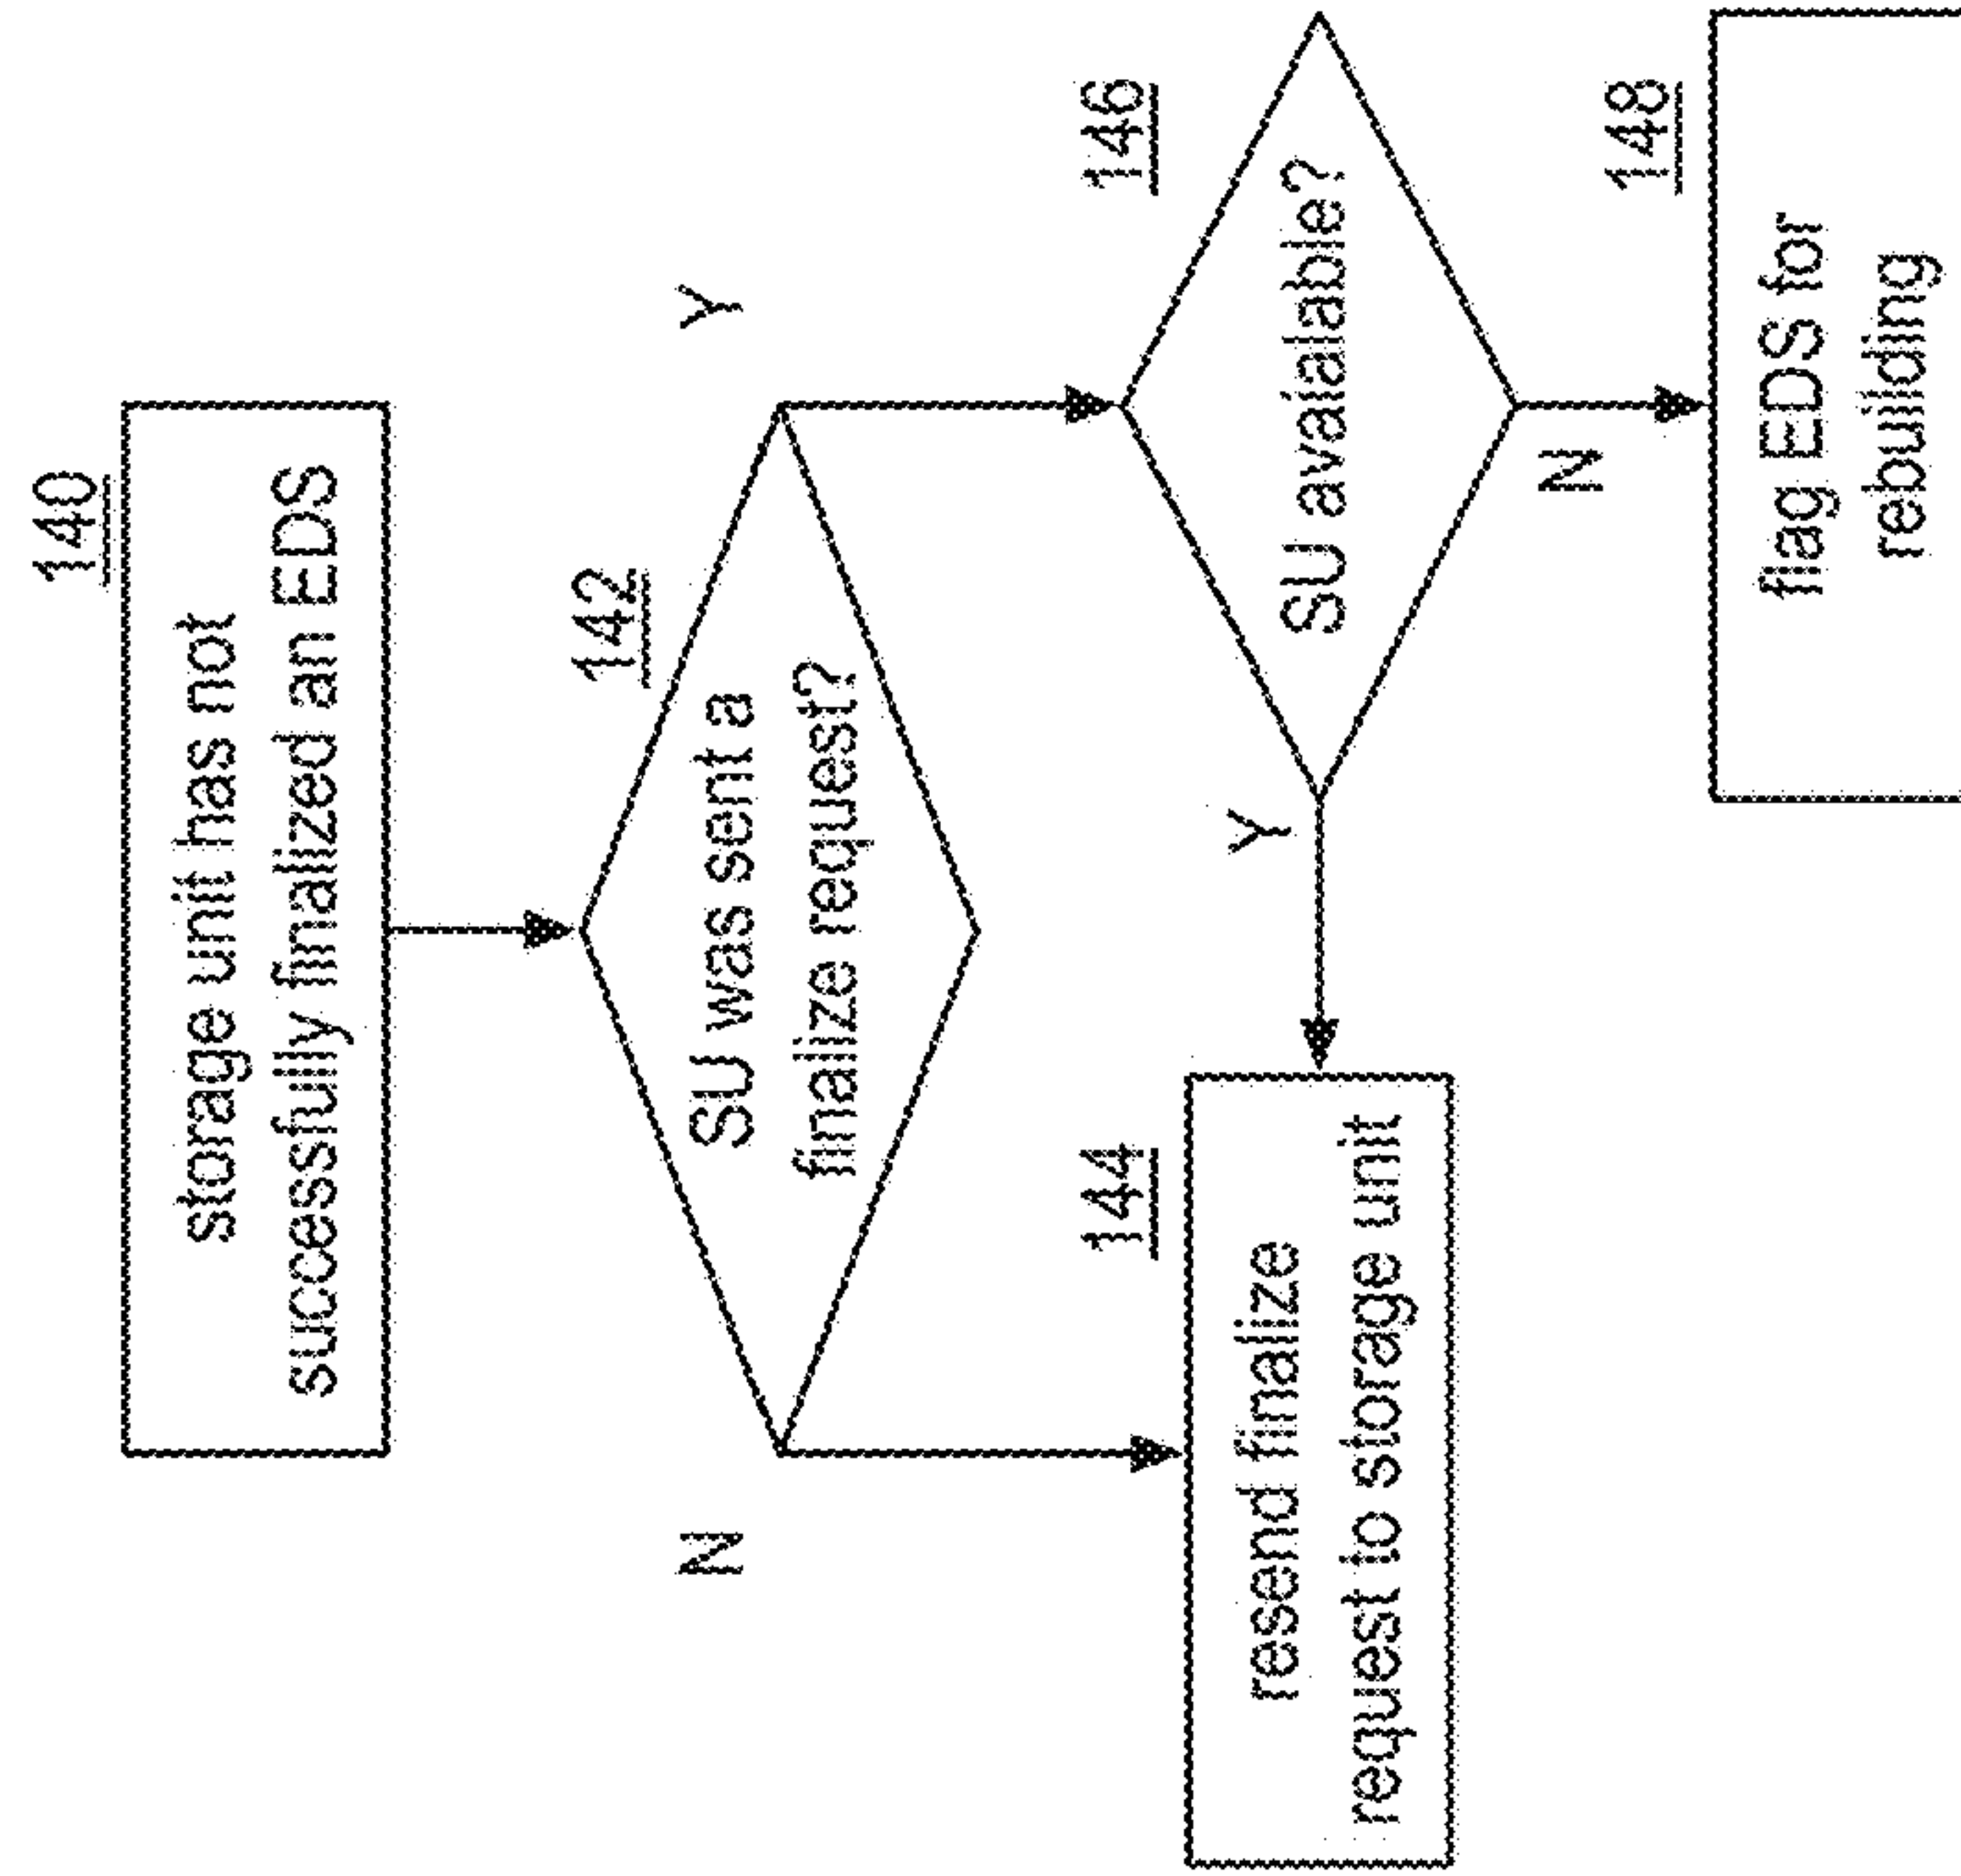 140
storage unit has not
successfully finalized an EDS
142
SU was sent a
finalize request?
N
Y
144
resend finalize
request to storage unit
Y
146
SU avaialable?
N
148
flag EDS for
rebuilding